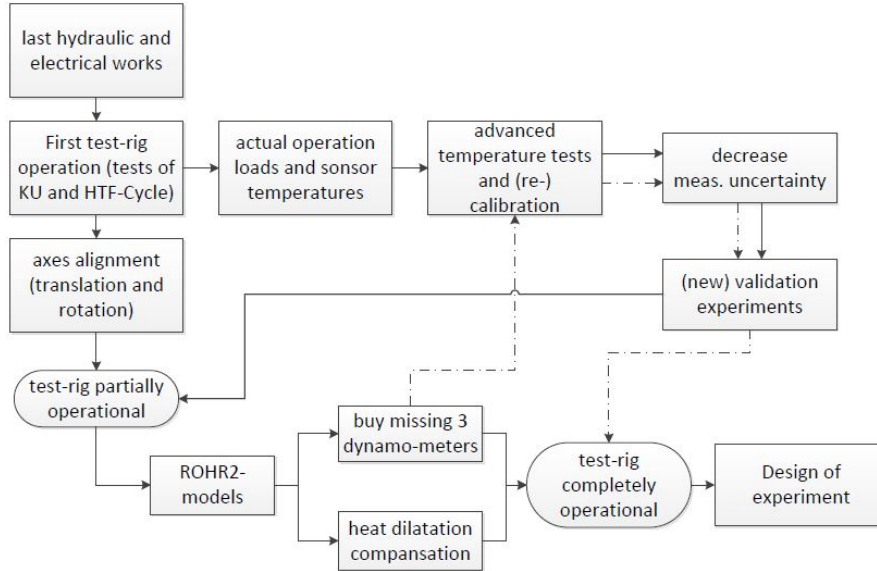 last hydraulic and
electrical works
First test-rig
operation (tests of
KU and HTF-Cycle)
actual operation
loads and sonsor
temperatures
advanced
temperature tests
and (re-)
calibration
decrease
meas. uncertainty
axes alignment
(translation and
rotation)
(new) validation
experiments
test-rig partially
operational
buy missing 3
dynamo-meters
ROHR2-
models
test-rig
completely
operational
Design of
experiment
heat dilatation
compansation